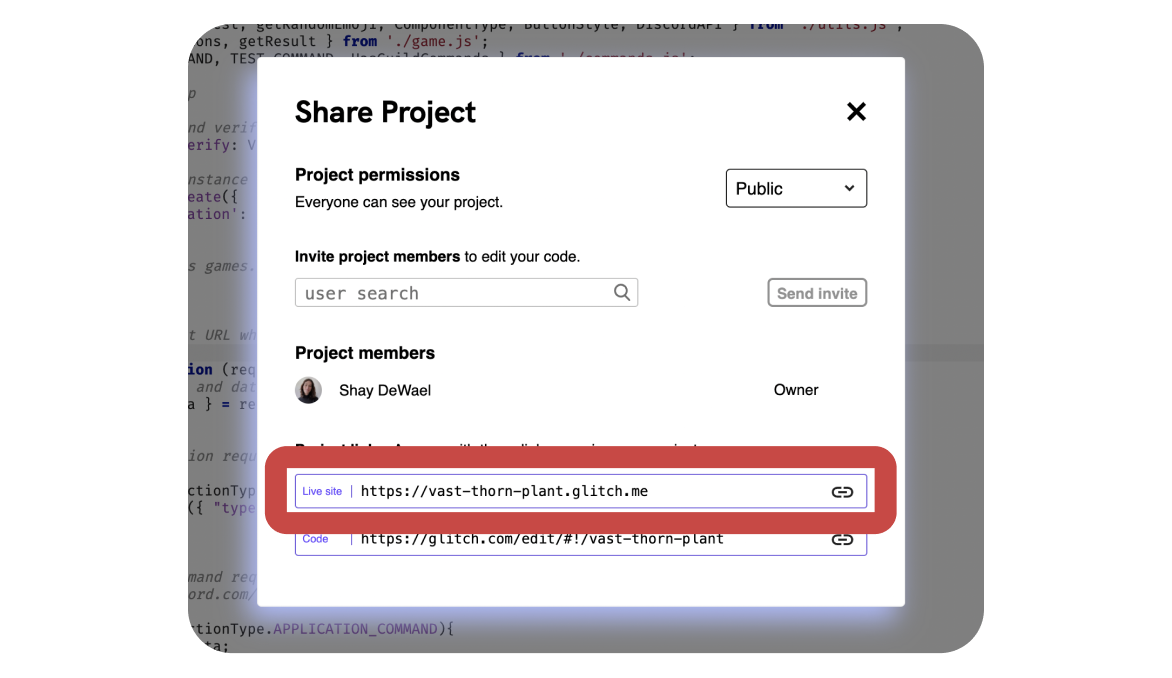 getRandomEmoji, ComponentType, ButtonStyle, DiscordAPI } from './utils.js';
ons, getResult } from './game.js';
AND, TEST_COMMAND, HasGuildCommands } from './commands.js';
p
nd verif
erify: V
nstance
eate({
ation':
s games.
t URL wh
ion (req
and dat
a } = re
ion requ
ctionTyp
({ "type
mand req
ord.com/
ctionType.APPLICATION_COMMAND){
ta;
Share Project
Project permissions
Public
Everyone can see your project.
Invite project members to edit your code.
user search
Send invite
Project members
Shay DeWael
Owner
Live site | https://vast-thorn-plant.glitch.me
Code | https://glitch.com/edit/#!/vast-thorn-plant